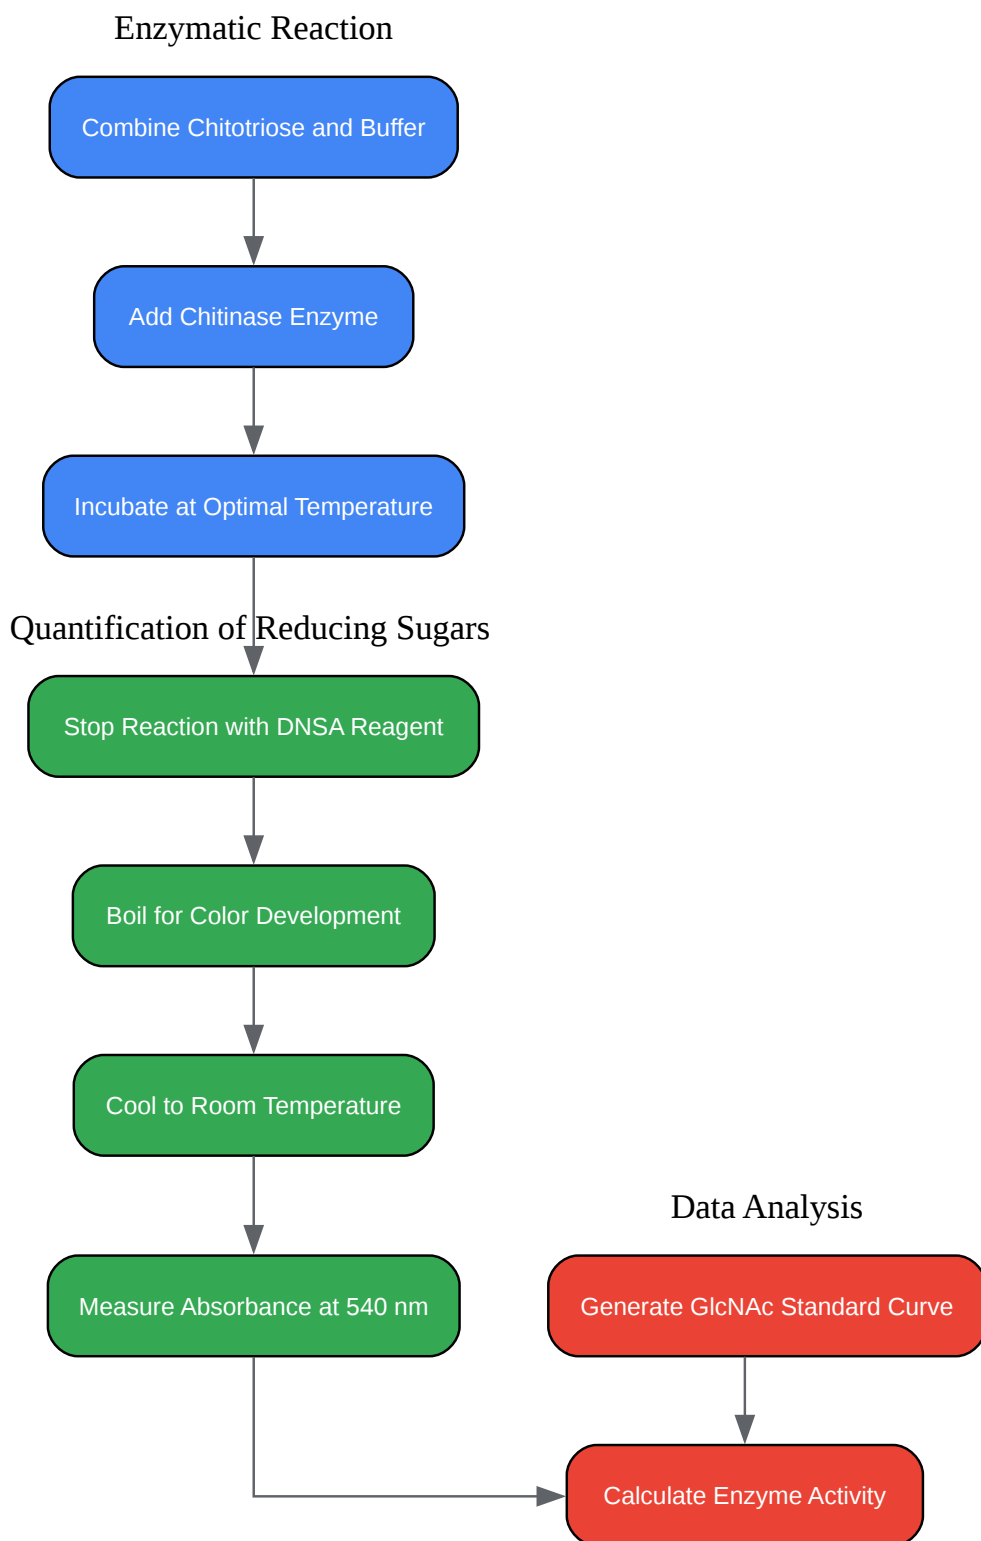 Enzymatic Reaction
Combine Chitotriose and Buffer
Add Chitinase Enzyme
Incubate at Optimal Temperature
Quantification of Reducing Sugars
Stop Reaction with DNSA Reagent
Boil for Color Development
Cool to Room Temperature
Measure Absorbance at 540 nm
Data Analysis
Generate GlcNAc Standard Curve
Calculate Enzyme Activity